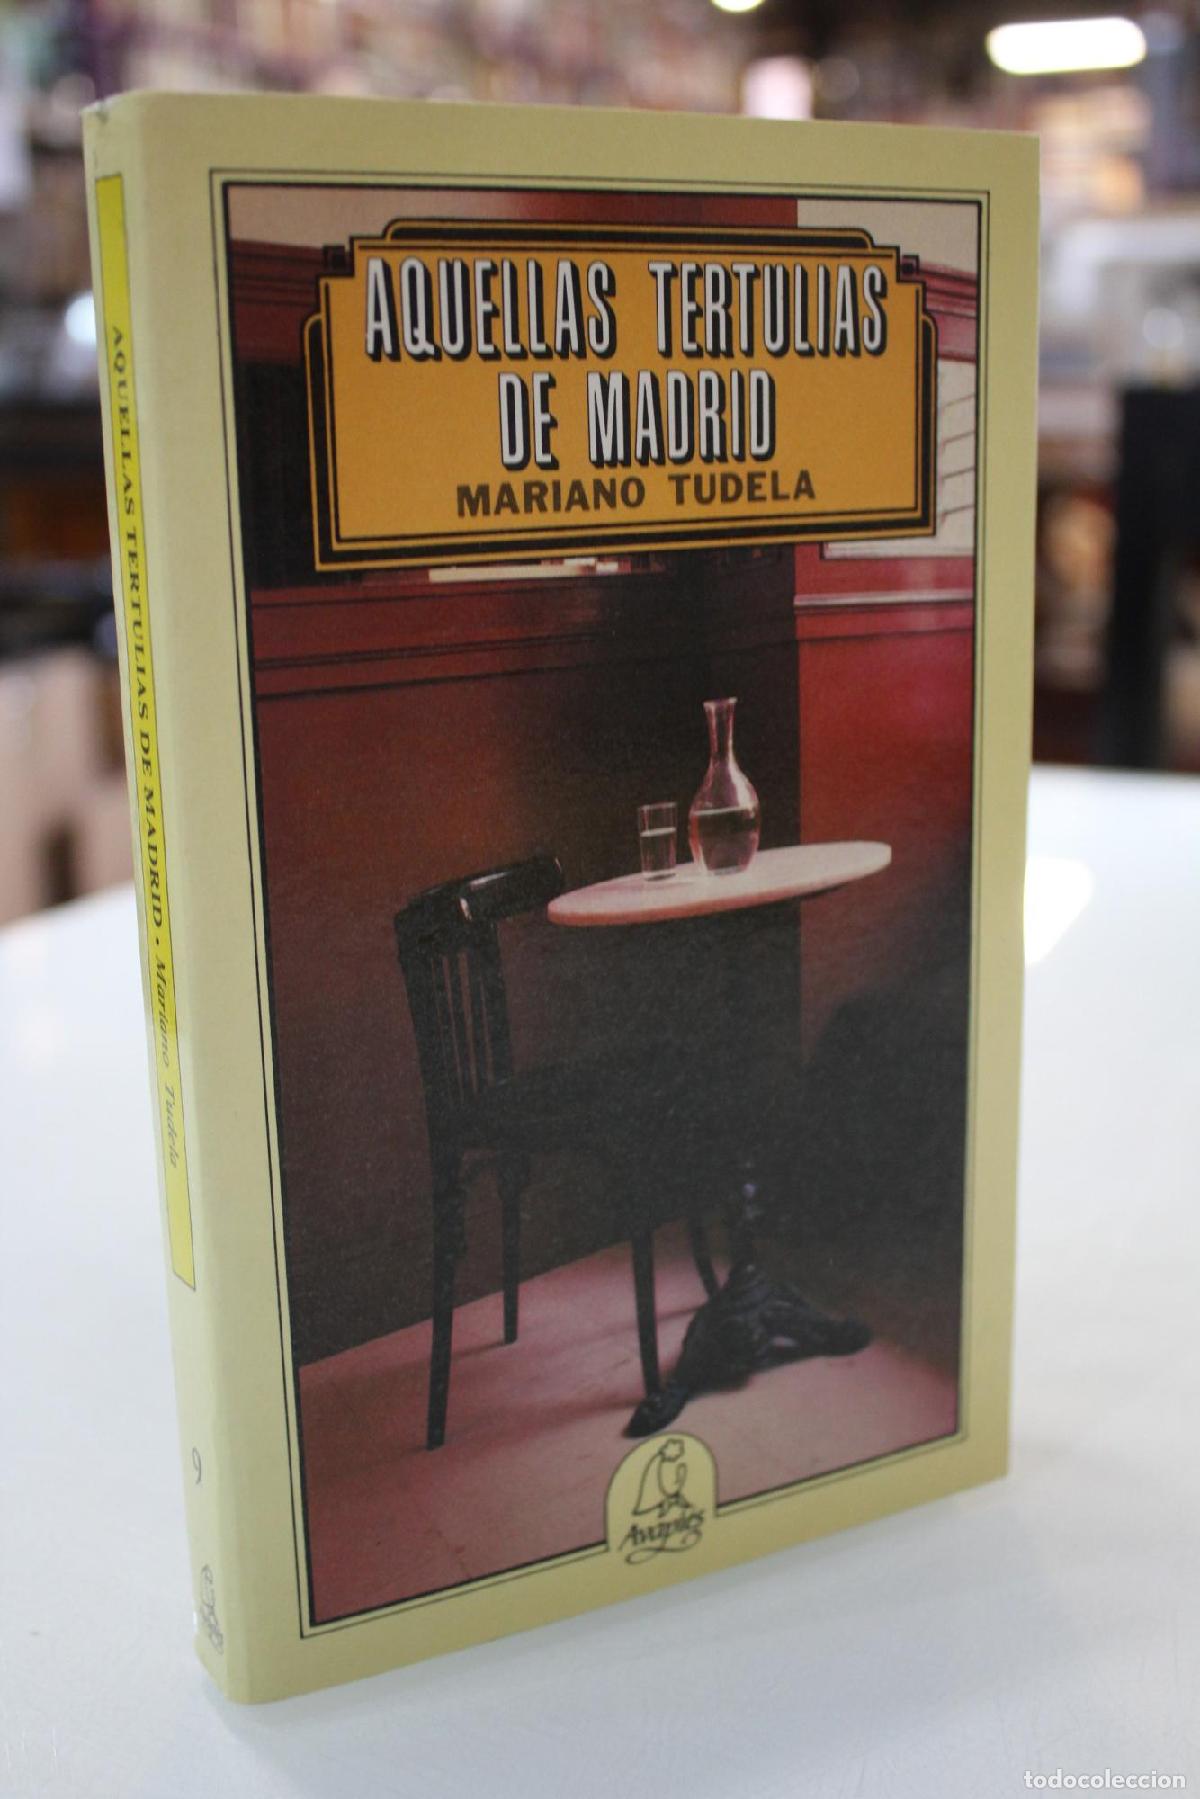 AQUELLAS TERTULIAS
DE MADRID
MARIANO TUDELA
AQUELLAS TERTULIAS DE MADRID · Mariano Tudela
9
Avapiés
todocoleccion